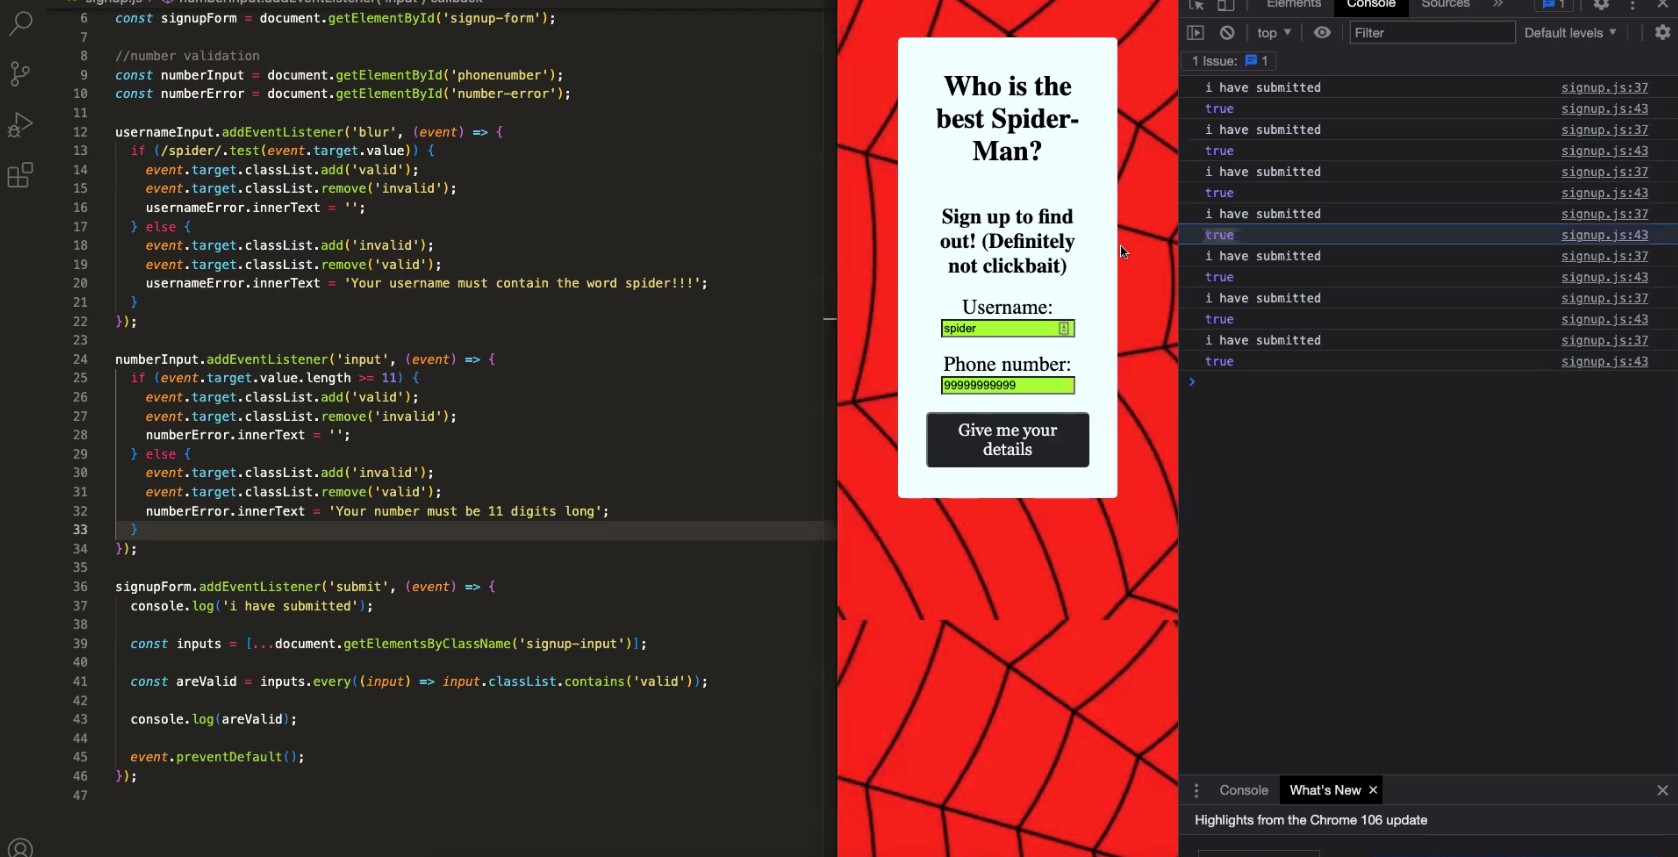 6 const signupForm = document.getElementById('signup-form');
7
8 //number validation
9 const numberInput = document.getElementById('phonenumber');
10 const numberError = document.getElementById('number-error');
11
12 usernameInput.addEventListener('blur', (event) => {
13 if (/spider/.test(event.target.value)) {
14 event.target.classList.add('valid');
15 event.target.classList.remove('invalid');
16 usernameError.innerText = '';
17 } else {
18 event.target.classList.add('invalid');
19 event.target.classList.remove('valid');
20 usernameError.innerText = 'Your username must contain the word spider!!!';
21 }
22 });
23
24 numberInput.addEventListener('input', (event) => {
25 if (event.target.value.length >= 11) {
26 event.target.classList.add('valid');
27 event.target.classList.remove('invalid');
28 numberError.innerText = '';
29 } else {
30 event.target.classList.add('invalid');
31 event.target.classList.remove('valid');
32 numberError.innerText = 'Your number must be 11 digits long';
33 }
34 });
35
36 signupForm.addEventListener('submit', (event) => {
37 console.log('i have submitted');
38
39 const inputs = [...document.getElementsByClassName('signup-input')];
40
41 const areValid = inputs.every((input) => input.classList.contains('valid'));
42
43 console.log(areValid);
44
45 event.preventDefault();
46 });
47
Who is the
best Spider-
Man?
Sign up to find
out! (Definitely
not clickbait)
Username:
spider
Phone number:
99999999999
Give me your
details
Elements Console Sources » 1
top ▼ Filter Default levels ▼
1 Issue: 1
i have submitted signup.js:37
true signup.js:43
i have submitted signup.js:37
true signup.js:43
i have submitted signup.js:37
true signup.js:43
i have submitted signup.js:37
true signup.js:43
i have submitted signup.js:37
true signup.js:43
i have submitted signup.js:37
true signup.js:43
i have submitted signup.js:37
true signup.js:43
Console What's New ×
Highlights from the Chrome 106 update